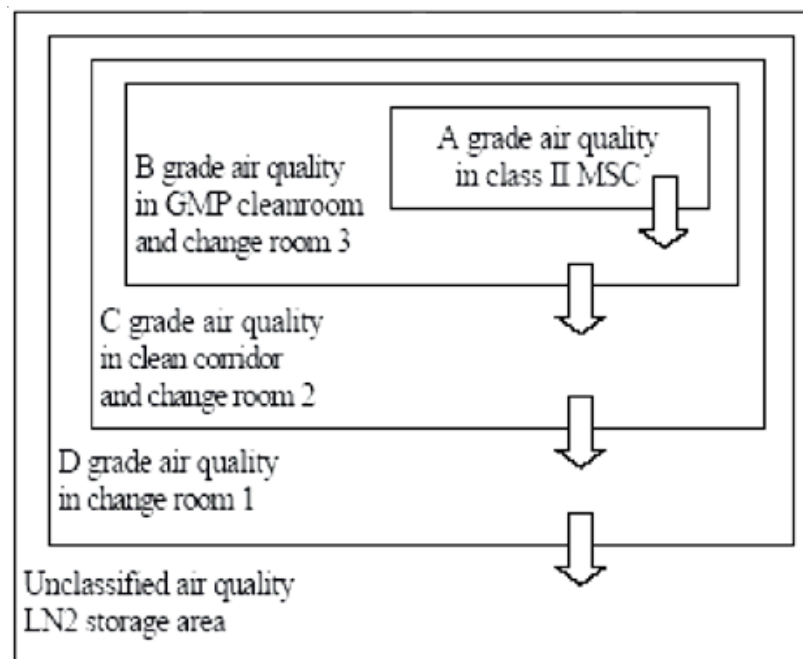 A grade air quality
in class II MSC
B grade air quality
in GMP cleanroom
and change room 3
C grade air quality
in clean corridor
and change room 2
D grade air quality
in change room 1
Unclassified air quality
LN2 storage area